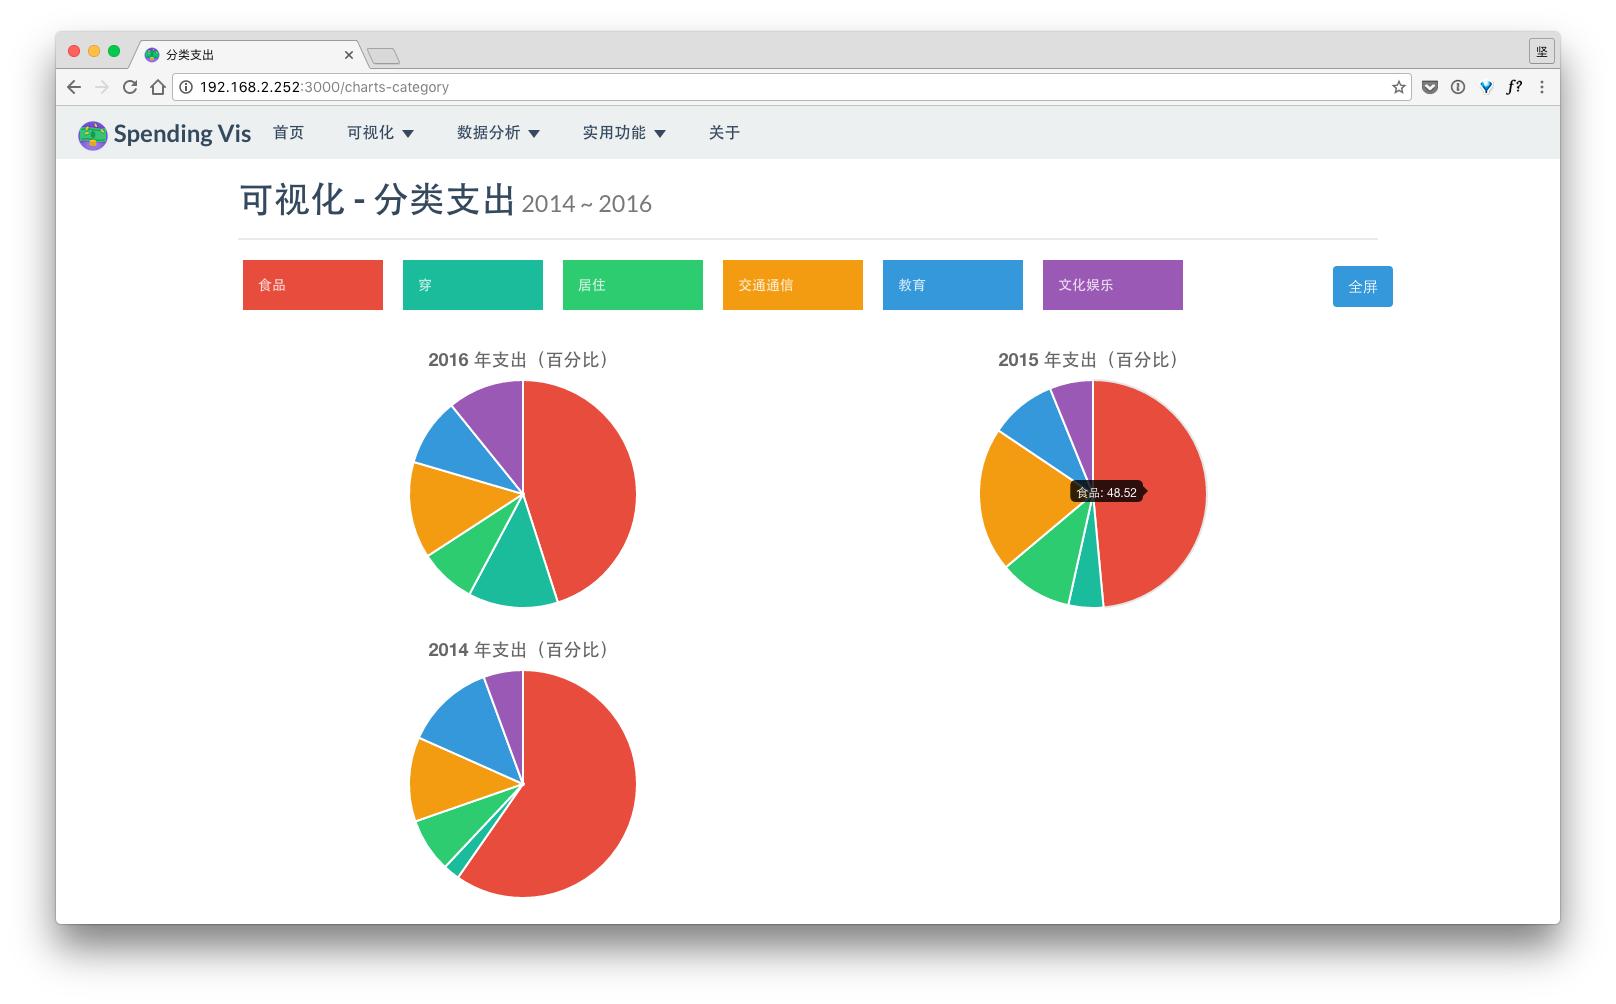 分类支出
坚
192.168.2.252:3000/charts-category
f?
Spending Vis 首页 可视化 数据分析 实用功能 关于
可视化 - 分类支出 2014 ~ 2016
食品 穿 居住 交通通信 教育 文化娱乐 全屏
2016 年支出（百分比）
2015 年支出（百分比）
食品: 48.52
2014 年支出（百分比）